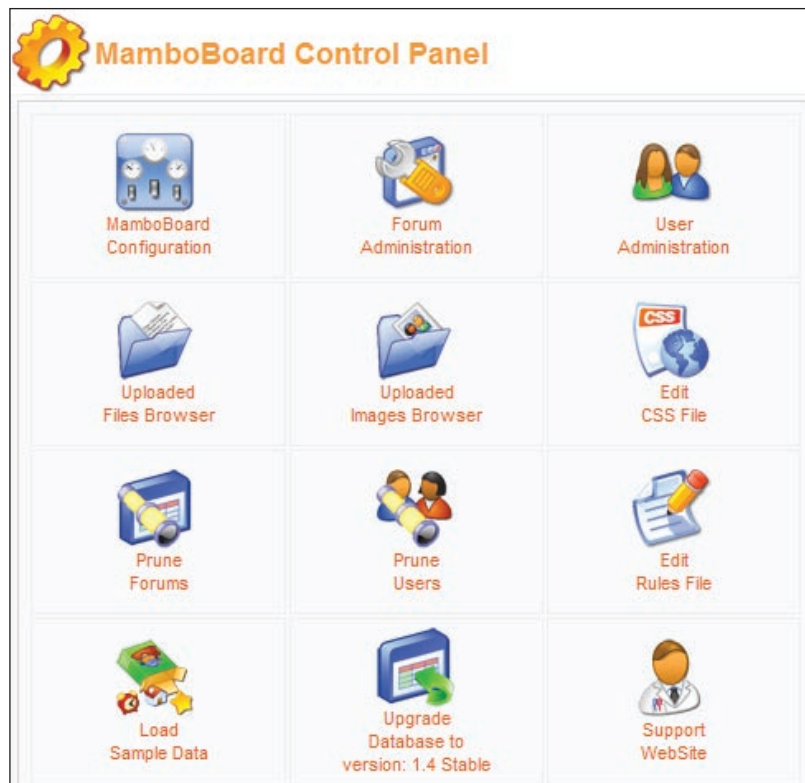 MamboBoard Control Panel
MamboBoard
Configuration
Forum
Administration
User
Administration
Uploaded
Files Browser
Uploaded
Images Browser
CSS
Edit
CSS File
Prune
Forums
Prune
Users
Edit
Rules File
Load
Sample Data
Upgrade
Database to
version: 1.4 Stable
Support
WebSite